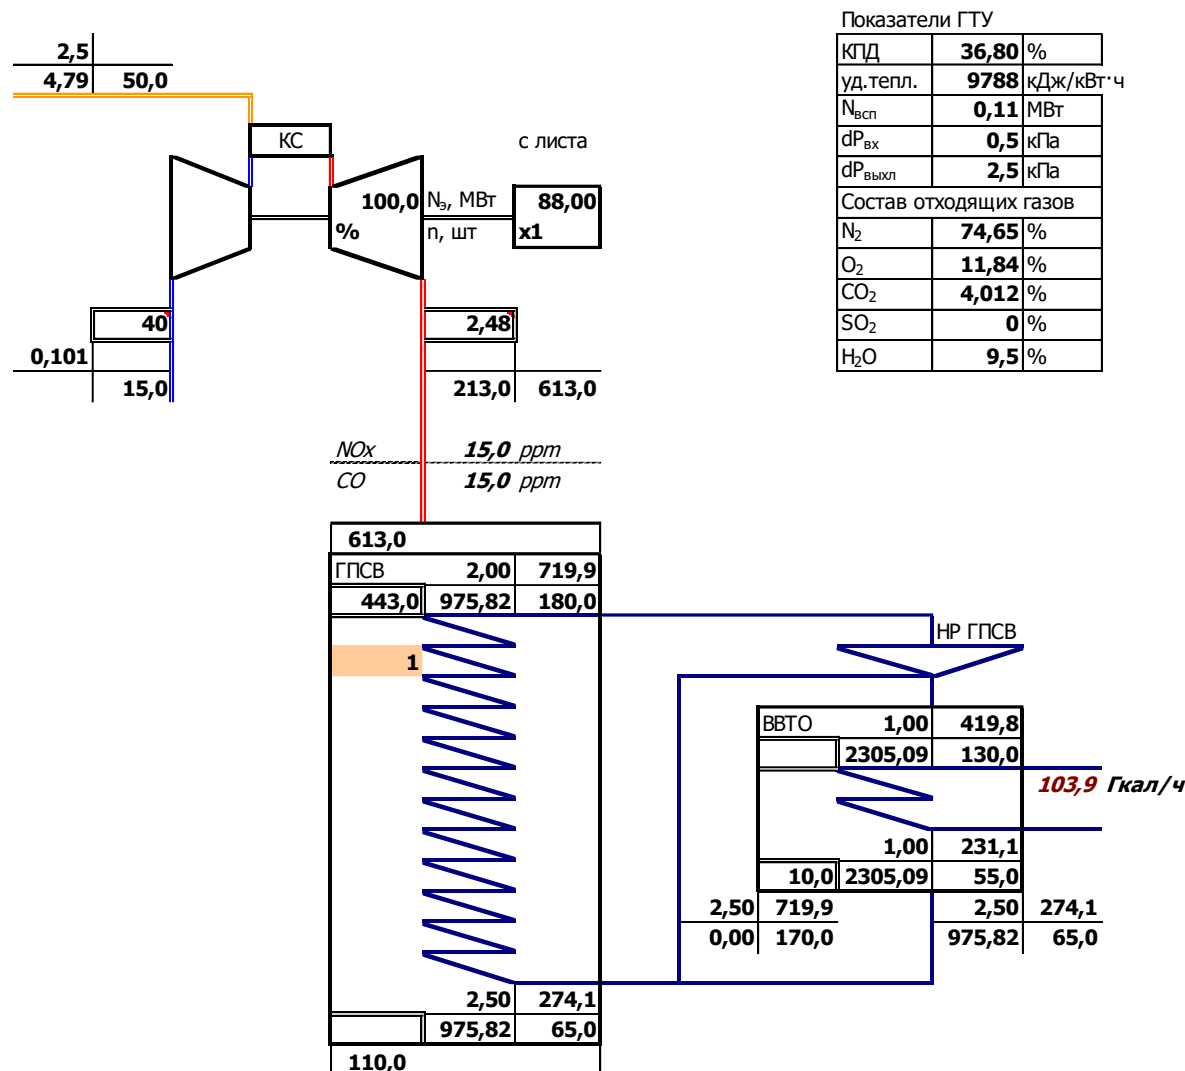 Показатели ГТУ
2,5
КПД 36,80 %
4,79 50,0
уд.тепл. 9788 кДж/кВт·ч
Nвсп 0,11 МВт
КС
с листа
dPвх 0,5 кПа
dPвыхл 2,5 кПа
100,0 Nэ, МВт 88,00
Состав отходящих газов
% n, шт x1
N2 74,65 %
O2 11,84 %
CO2 4,012 %
40 2,48
SO2 0 %
0,101
H2O 9,5 %
15,0 213,0 613,0
NOx 15,0 ppm
CO 15,0 ppm
613,0
ГПСВ 2,00 719,9
443,0 975,82 180,0
НР ГПСВ
1
ВВТО 1,00 419,8
2305,09 130,0
103,9 Гкал/ч
1,00 231,1
10,0 2305,09 55,0
2,50 719,9 2,50 274,1
0,00 170,0 975,82 65,0
2,50 274,1
975,82 65,0
110,0